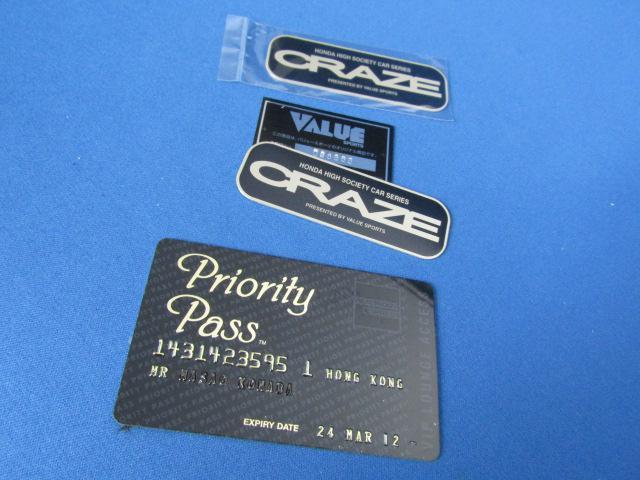 HONDA HIGH SOCIETY CAR SERIES
CRAZE
PRESENTED BY VALUE SPORTS
VALUE
SPORTS
HONDA HIGH SOCIETY CAR SERIES
CRAZE
PRESENTED BY VALUE SPORTS
Priority
Pass™
1431423595 1 HONG KONG
MR
EXPIRY DATE 24 MAR 12